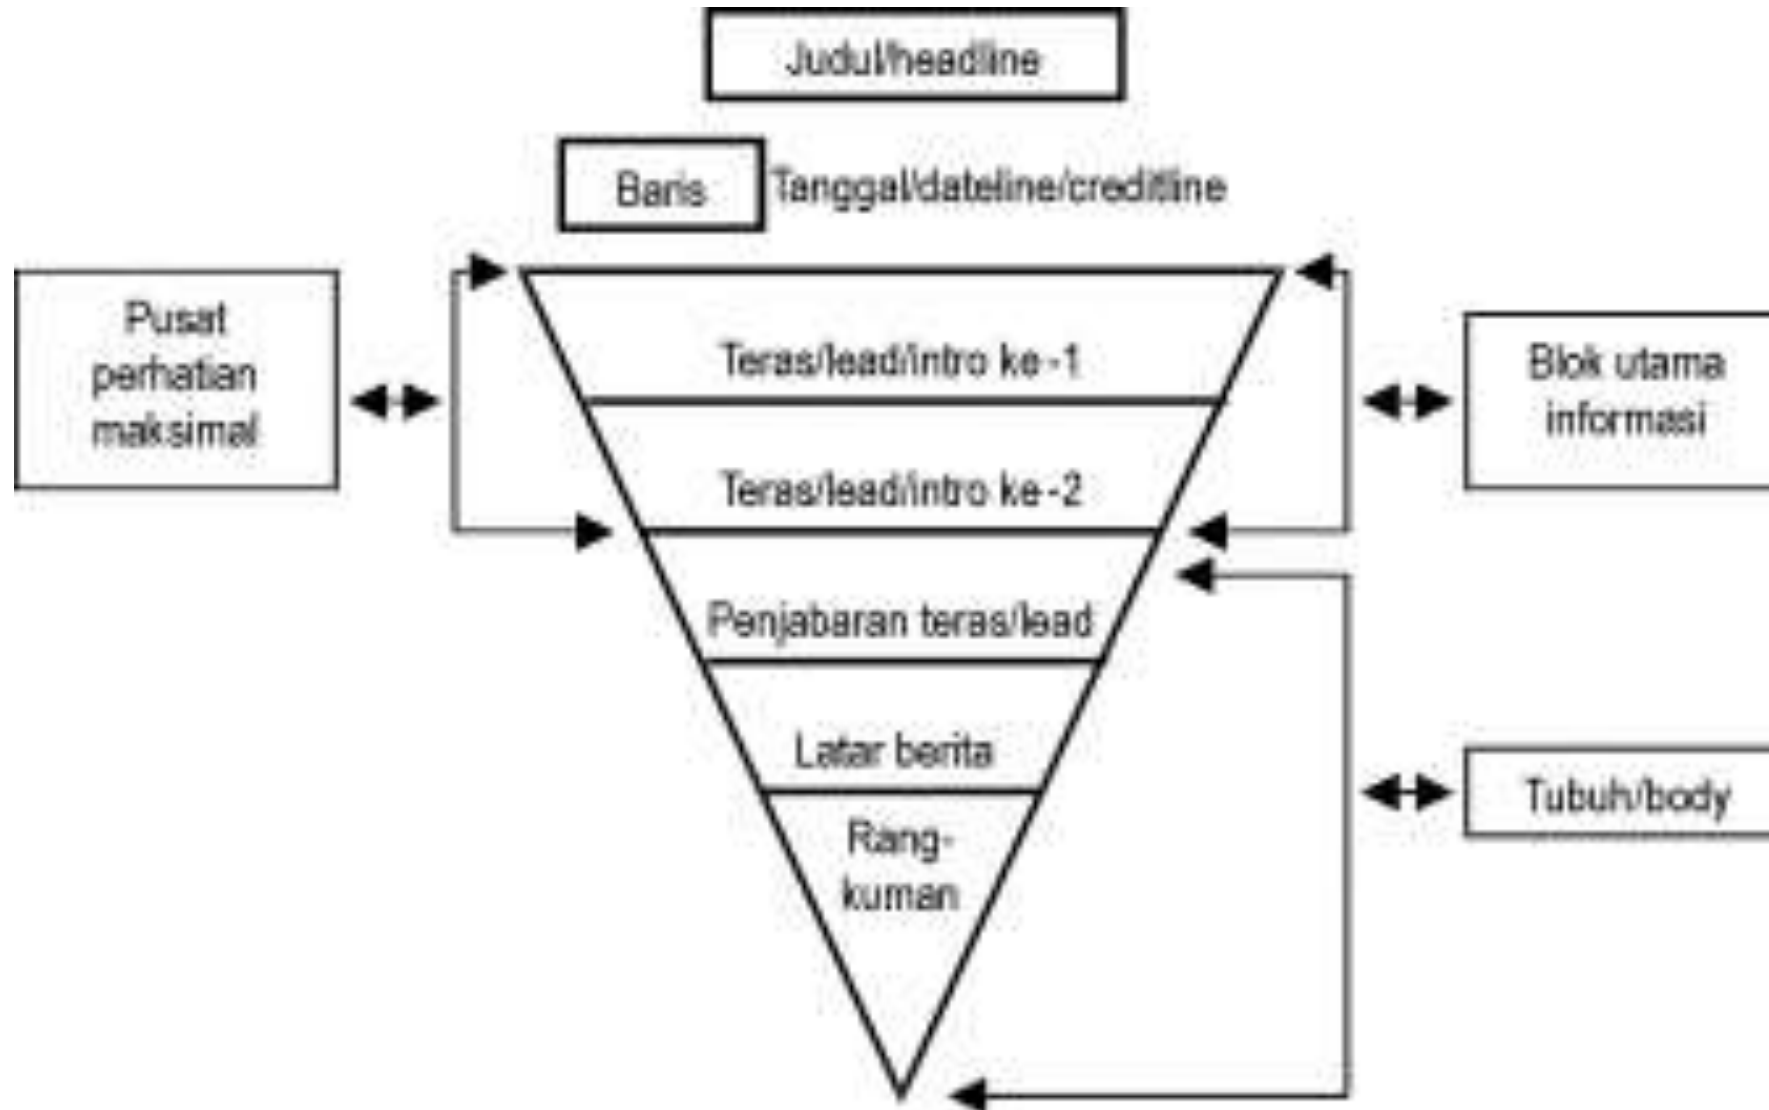 Judul/headline
Baris Tanggal/dateline/creditline
Pusat
perhatian
maksimal
Teras/lead/intro ke-1
Blok utama
informasi
Teras/lead/intro ke-2
Penjabaran teras/lead
Latar berita
Tubuh/body
Rang-
kuman